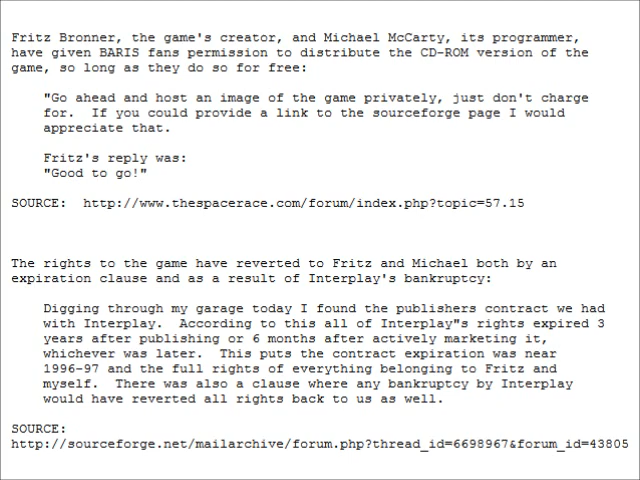 Fritz Bronner, the game's creator, and Michael McCarty, its programmer,
have given BARIS fans permission to distribute the CD-ROM version of the
game, so long as they do so for free:
"Go ahead and host an image of the game privately, just don't charge
for.  If you could provide a link to the sourceforge page I would
appreciate that.
Fritz's reply was:
"Good to go!"
SOURCE:  http://www.thespacerace.com/forum/index.php?topic=57.15
The rights to the game have reverted to Fritz and Michael both by an
expiration clause and as a result of Interplay's bankruptcy:
Digging through my garage today I found the publishers contract we had
with Interplay.  According to this all of Interplay"s rights expired 3
years after publishing or 6 months after actively marketing it,
whichever was later.  This puts the contract expiration was near
1996-97 and the full rights of everything belonging to Fritz and
myself.  There was also a clause where any bankruptcy by Interplay
would have reverted all rights back to us as well.
SOURCE:
http://sourceforge.net/mailarchive/forum.php?thread_id=6698967&forum_id=43805